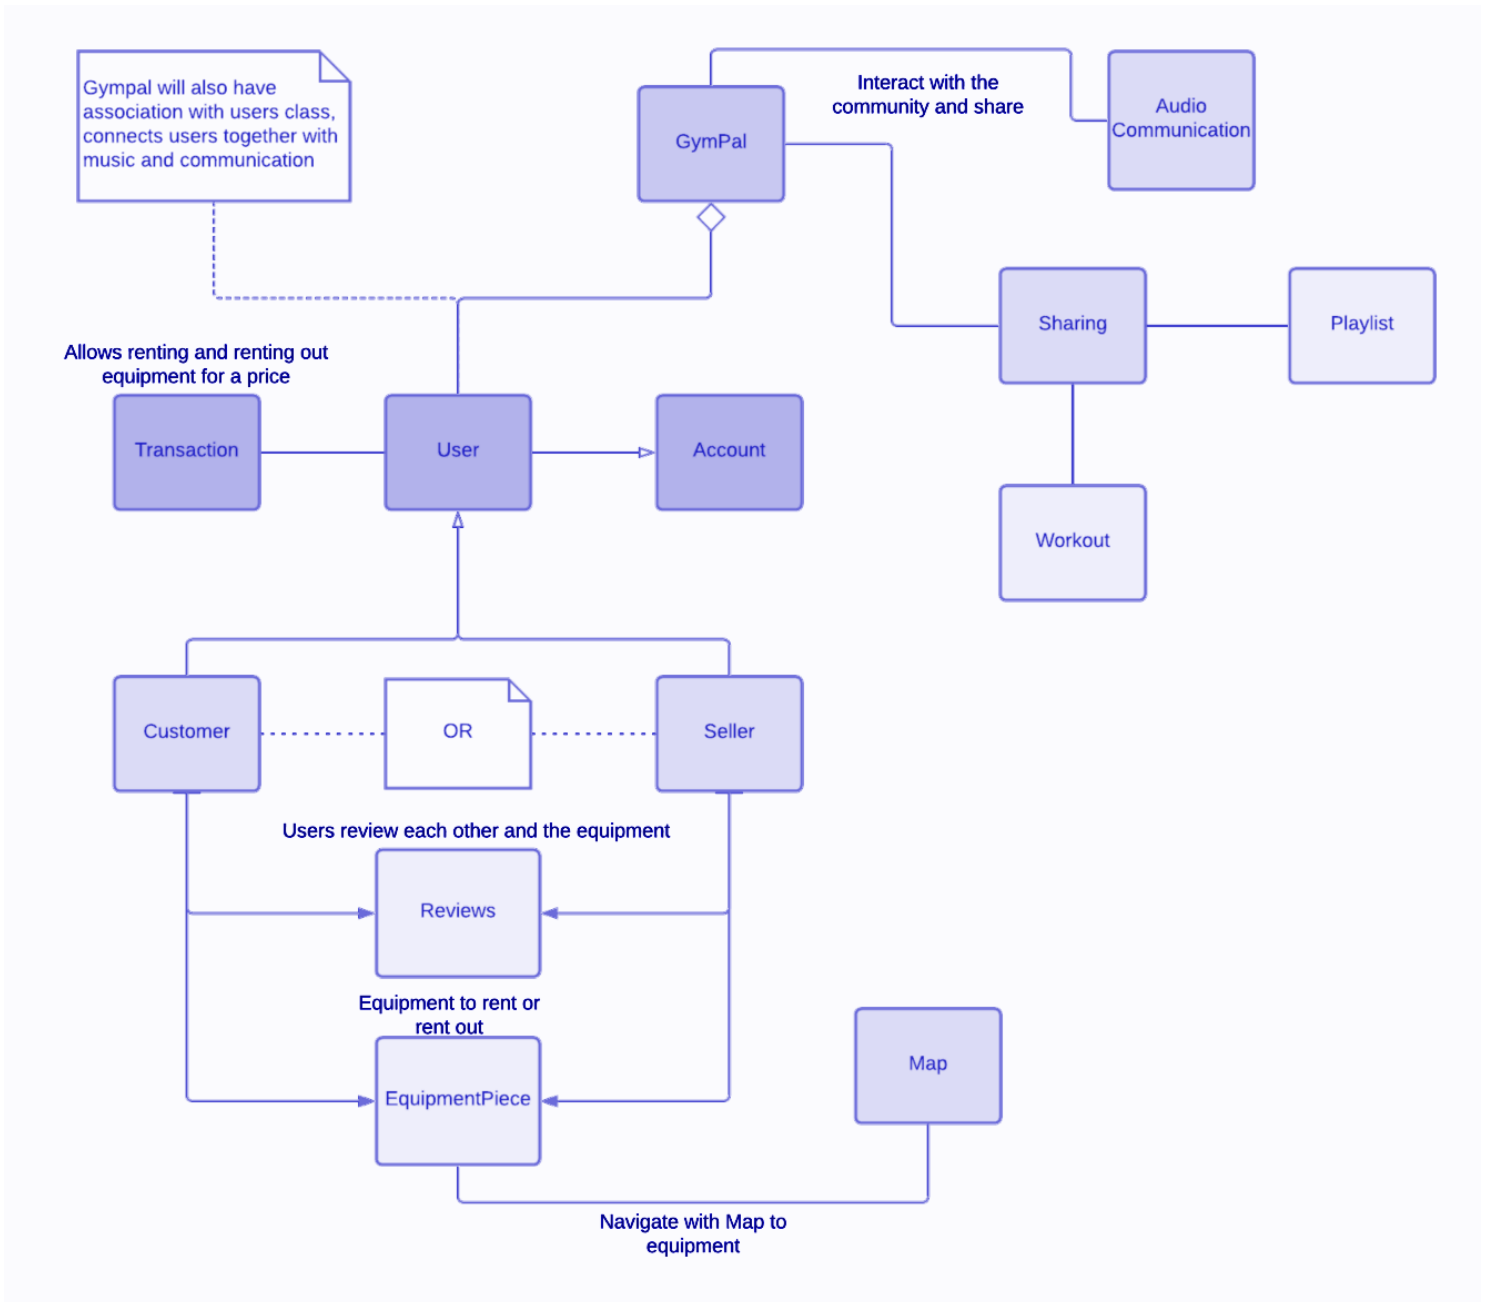 Gympal will also have
association with users class,
connects users together with
music and communication
GymPal
Interact with the
community and share
Audio
Communication
Sharing
Playlist
Workout
Allows renting and renting out
equipment for a price
Transaction
User
Account
Customer
OR
Seller
Users review each other and the equipment
Reviews
Equipment to rent or
rent out
EquipmentPiece
Map
Navigate with Map to
equipment